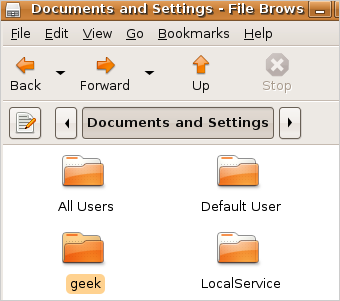 Documents and Settings - File Brows
File Edit View Go Bookmarks Help
Back Forward Up Stop
Documents and Settings
All Users Default User
geek LocalService